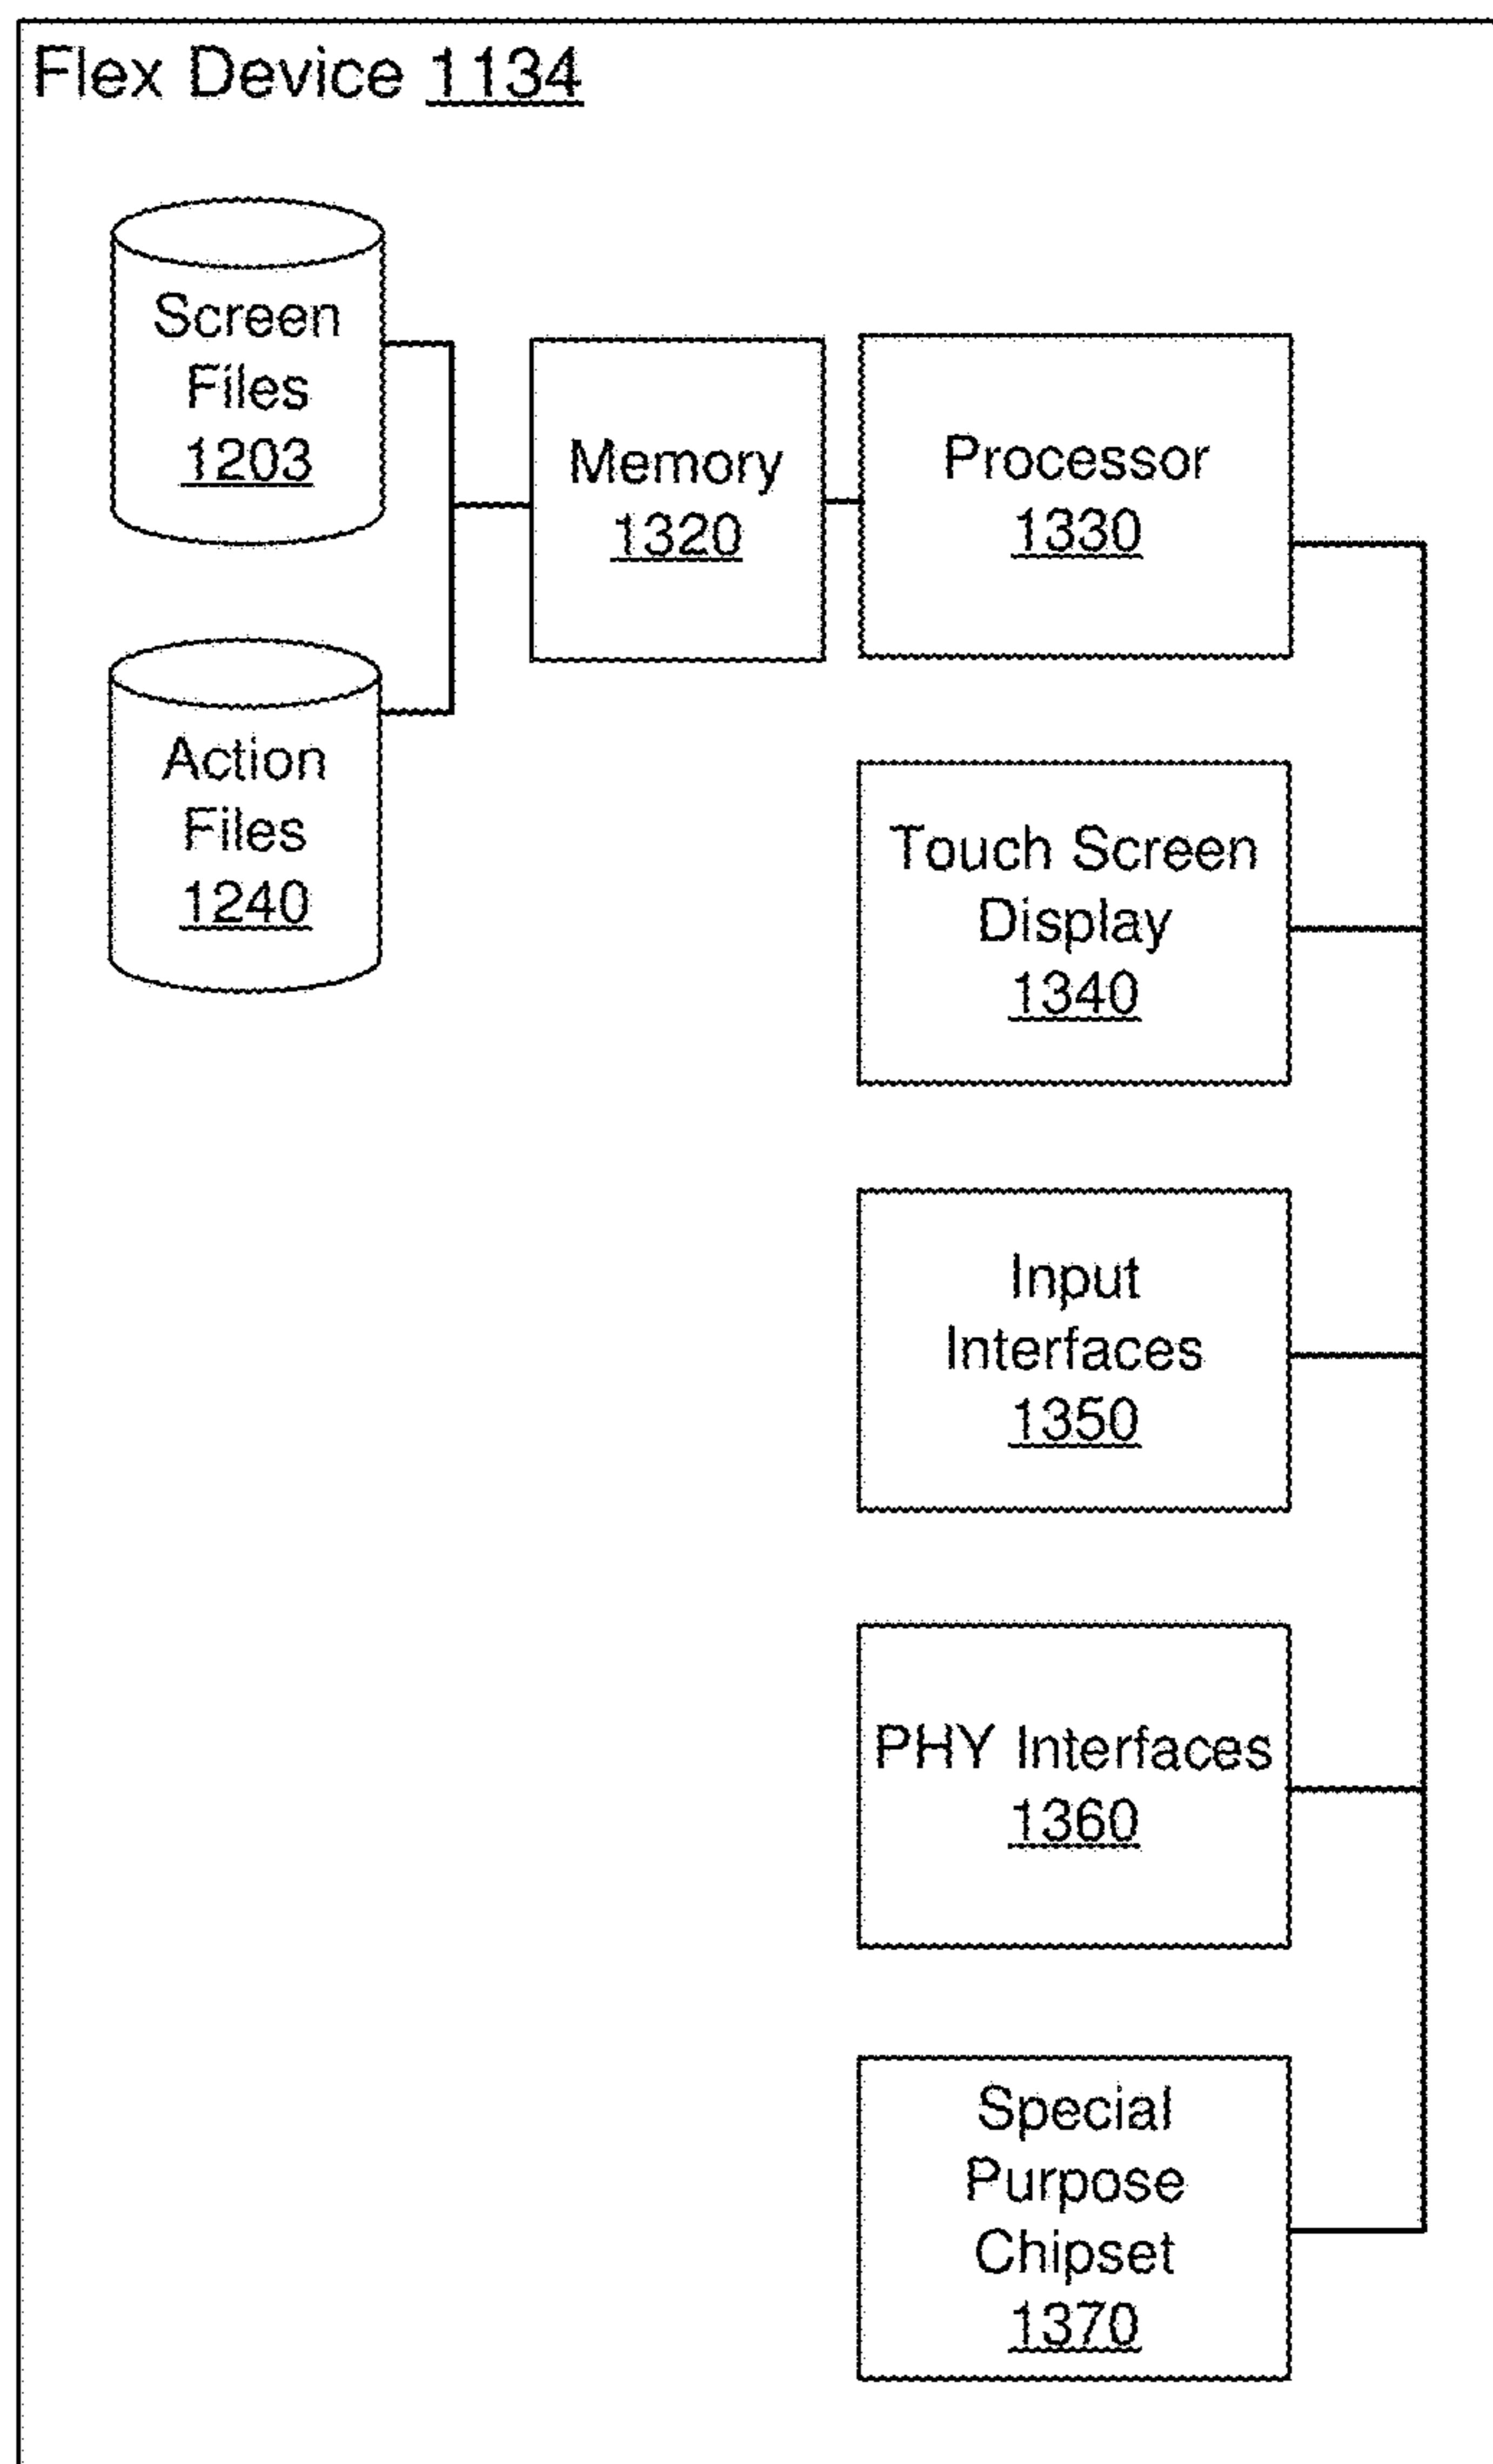 Flex Device 1134
Screen
Files
1203
Memory
1320
Processor
1330
Action
Files
1240
Touch Screen
Display
1340
Input
Interfaces
1350
PHY Interfaces
1360
Special
Purpose
Chipset
1370